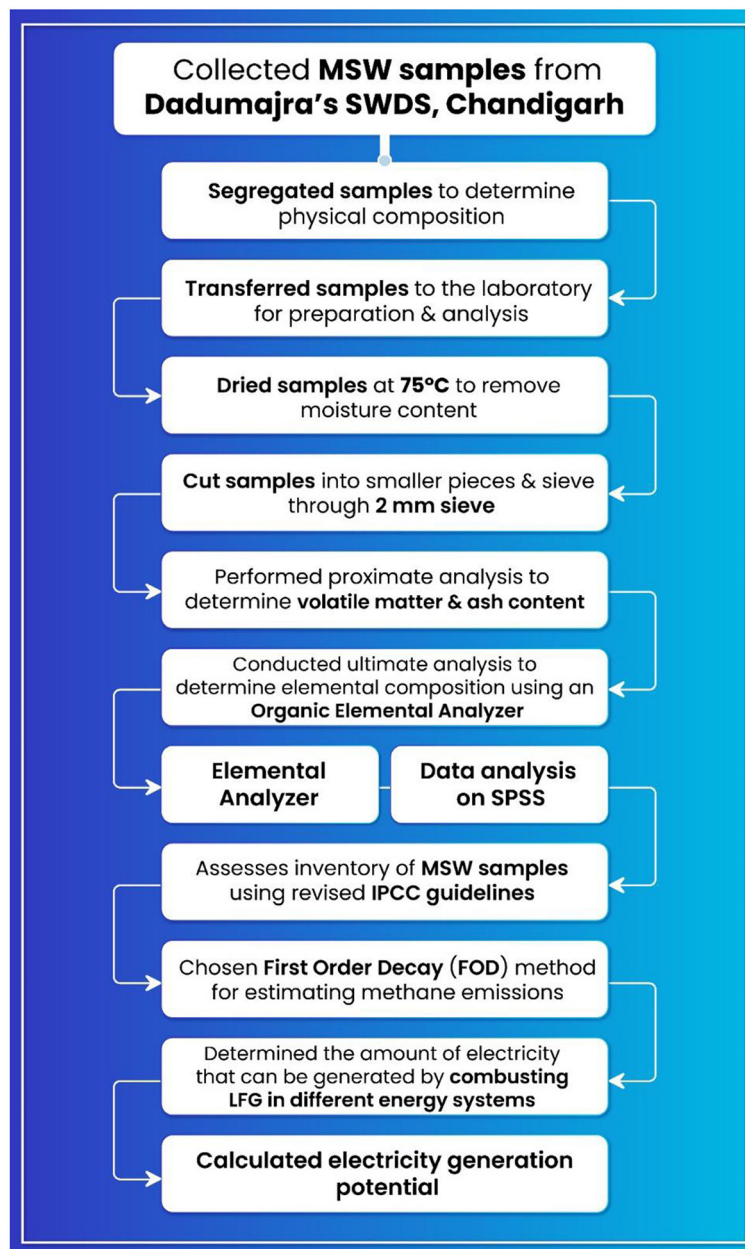 Collected MSW samples from
Dadumajra's SWDS, Chandigarh
Segregated samples to determine
physical composition
Transferred samples to the laboratory
for preparation & analysis
Dried samples at 75°C to remove
moisture content
Cut samples into smaller pieces & sieve
through 2 mm sieve
Performed proximate analysis to
determine volatile matter & ash content
Conducted ultimate analysis to
determine elemental composition using an
Organic Elemental Analyzer
Elemental
Analyzer
Data analysis
on SPSS
Assesses inventory of MSW samples
using revised IPCC guidelines
Chosen First Order Decay (FOD) method
for estimating methane emissions
Determined the amount of electricity
that can be generated by combusting
LFG in different energy systems
Calculated electricity generation
potential